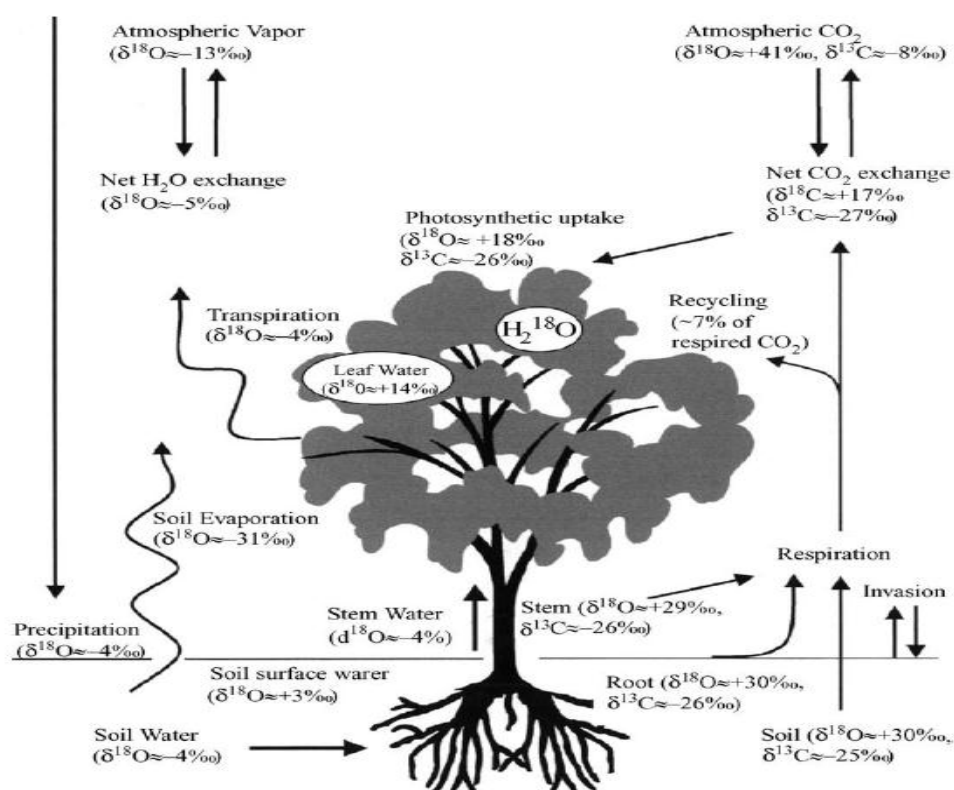 Atmospheric Vapor
(δ¹⁸O≈–13‰)
Atmospheric CO₂
(δ¹⁸O≈+41‰, δ¹³C≈–8‰)
Net H₂O exchange
(δ¹⁸O≈–5‰)
Net CO₂ exchange
(δ¹⁸C≈+17‰
δ¹³C≈–27‰)
Photosynthetic uptake
(δ¹⁸O≈ +18‰
δ¹³C≈–26‰)
Transpiration
(δ¹⁸O≈–4‰)
H₂¹⁸O
Recycling
(~7% of
respired CO₂)
Leaf Water
(δ¹⁸0≈+14‰)
Soil Evaporation
(δ¹⁸O≈–31‰)
Respiration
Invasion
Precipitation
(δ¹⁸O≈–4‰)
Stem Water
(d¹⁸O≈–4%)
Stem (δ¹⁸O≈+29‰,
δ¹³C≈–26‰)
Soil surface warer
(δ¹⁸O≈+3‰)
Root (δ¹⁸O≈+30‰,
δ¹³C≈–26‰)
Soil Water
(δ¹⁸O≈–4‰)
Soil (δ¹⁸O≈+30‰,
δ¹³C≈–25‰)